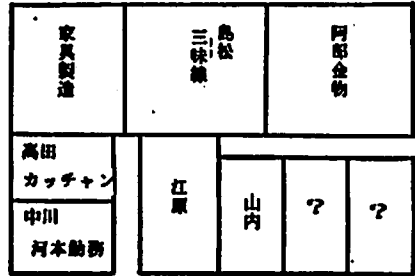 家具製造
島松
三味線
阿部金物
高田
カッチャン
中川
河本勤務
江原
山内
?
?